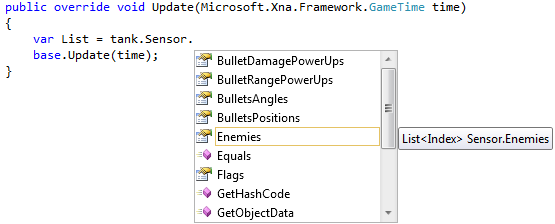 public override void Update(Microsoft.Xna.Framework.GameTime time)
{
var List = tank.Sensor.
base.Update(time);
}
BulletDamagePowerUps
BulletRangePowerUps
BulletsAngles
BulletsPositions
Enemies
List<Index> Sensor.Enemies
Equals
Flags
GetHashCode
GetObjectData